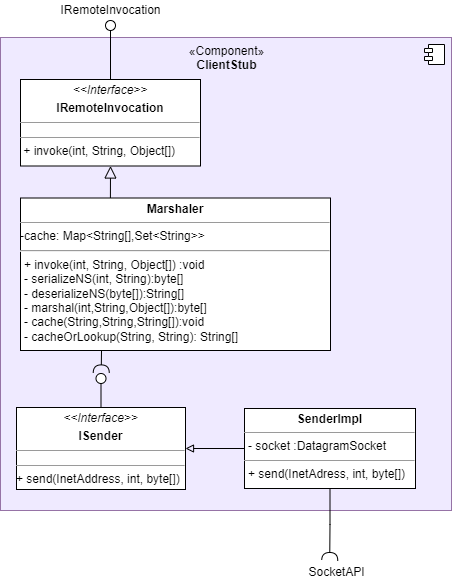 IRemoteInvocation
«Component»
ClientStub
<<Interface>>
IRemoteInvocation
+ invoke(int, String, Object[])
Marshaler
-cache: Map<String[],Set<String>>
+ invoke(int, String, Object[]) :void
- serializeNS(int, String):byte[]
- deserializeNS(byte[]):String[]
- marshal(int,String,Object[]):byte[]
- cache(String,String,String[]):void
- cacheOrLookup(String, String): String[]
<<Interface>>
ISender
+ send(InetAddress, int, byte[])
SenderImpl
- socket :DatagramSocket
+ send(InetAdress, int, byte[])
SocketAPI